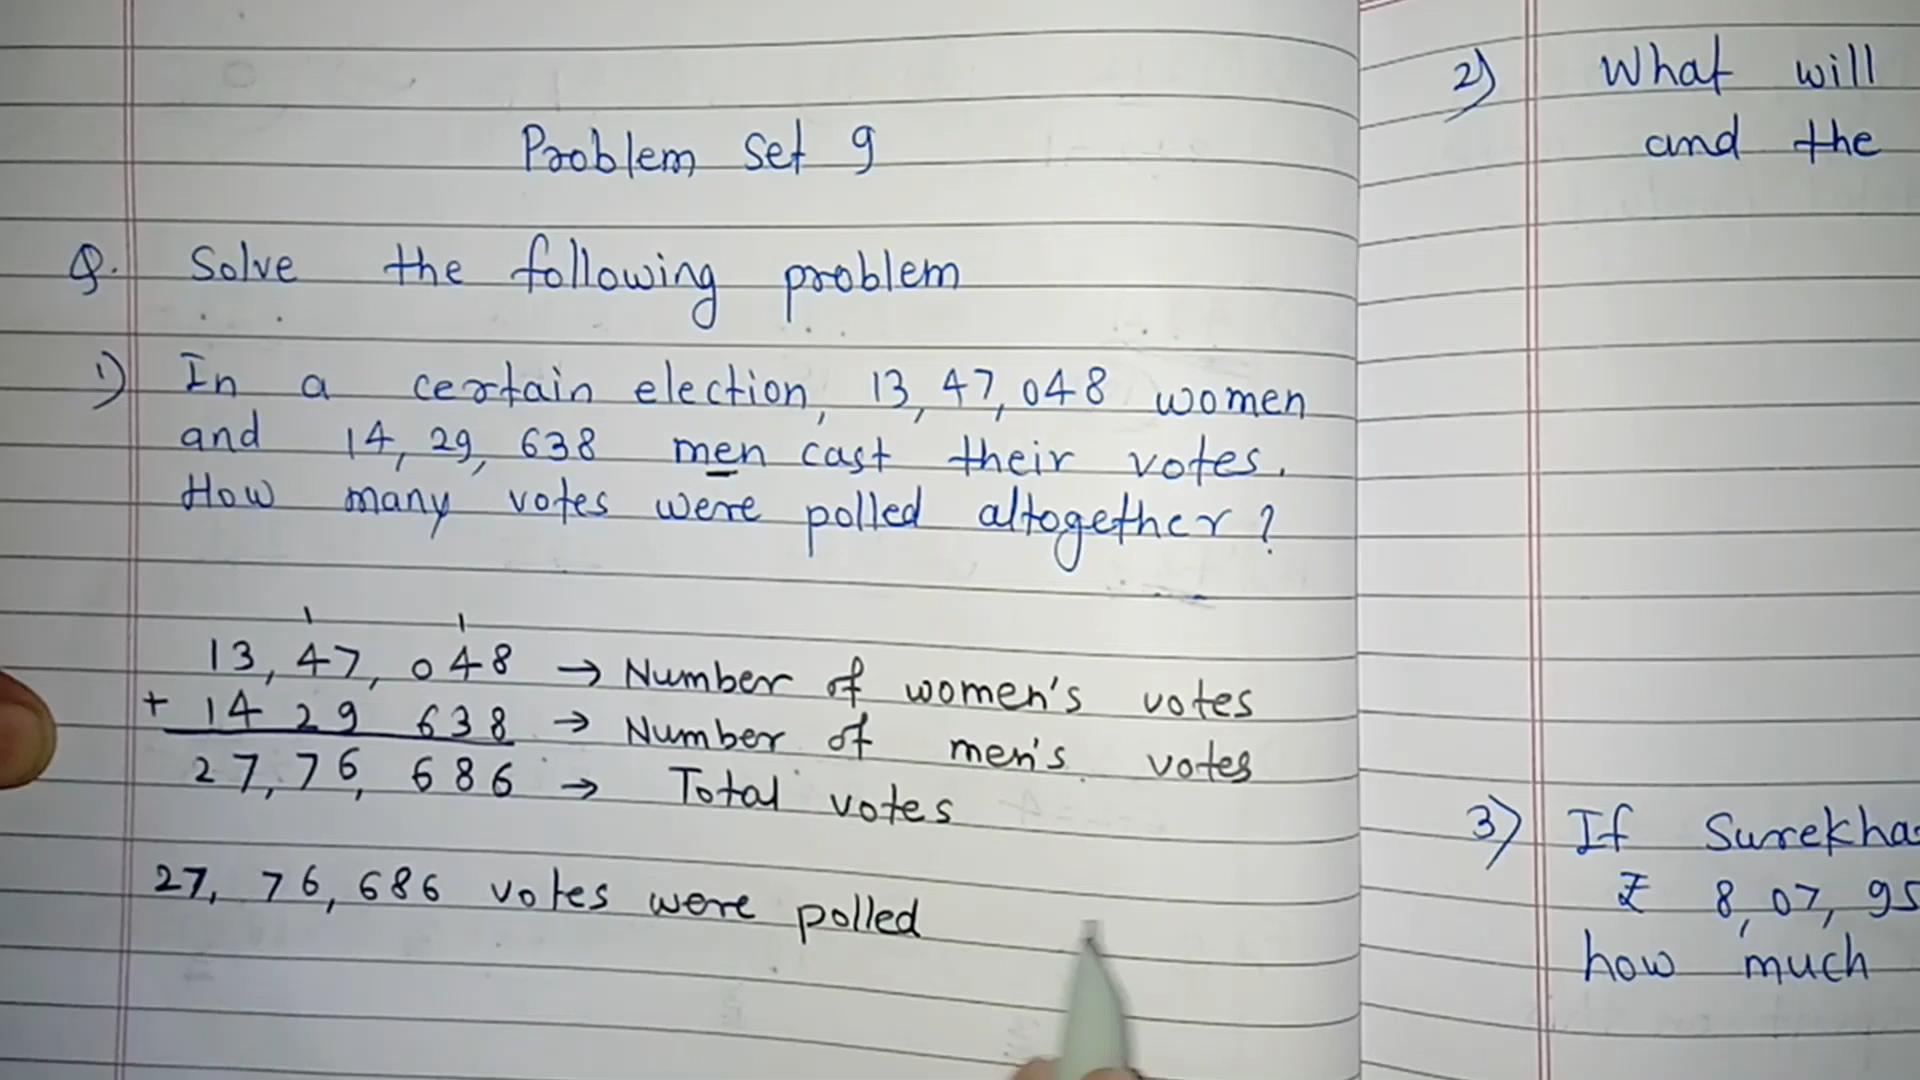 Problem Set 9
Q. Solve the following problem
1) In a certain election, 13,47,048 women
and 14,29,638 men cast their votes.
How many votes were polled altogether?
1 1
13,47,048 → Number of women's votes
+ 14 29 638 → Number of men's votes
27,76,686 → Total votes
27,76,686 votes were polled
2) What will
and the
3) If Surekha
₹ 8,07,95
how much